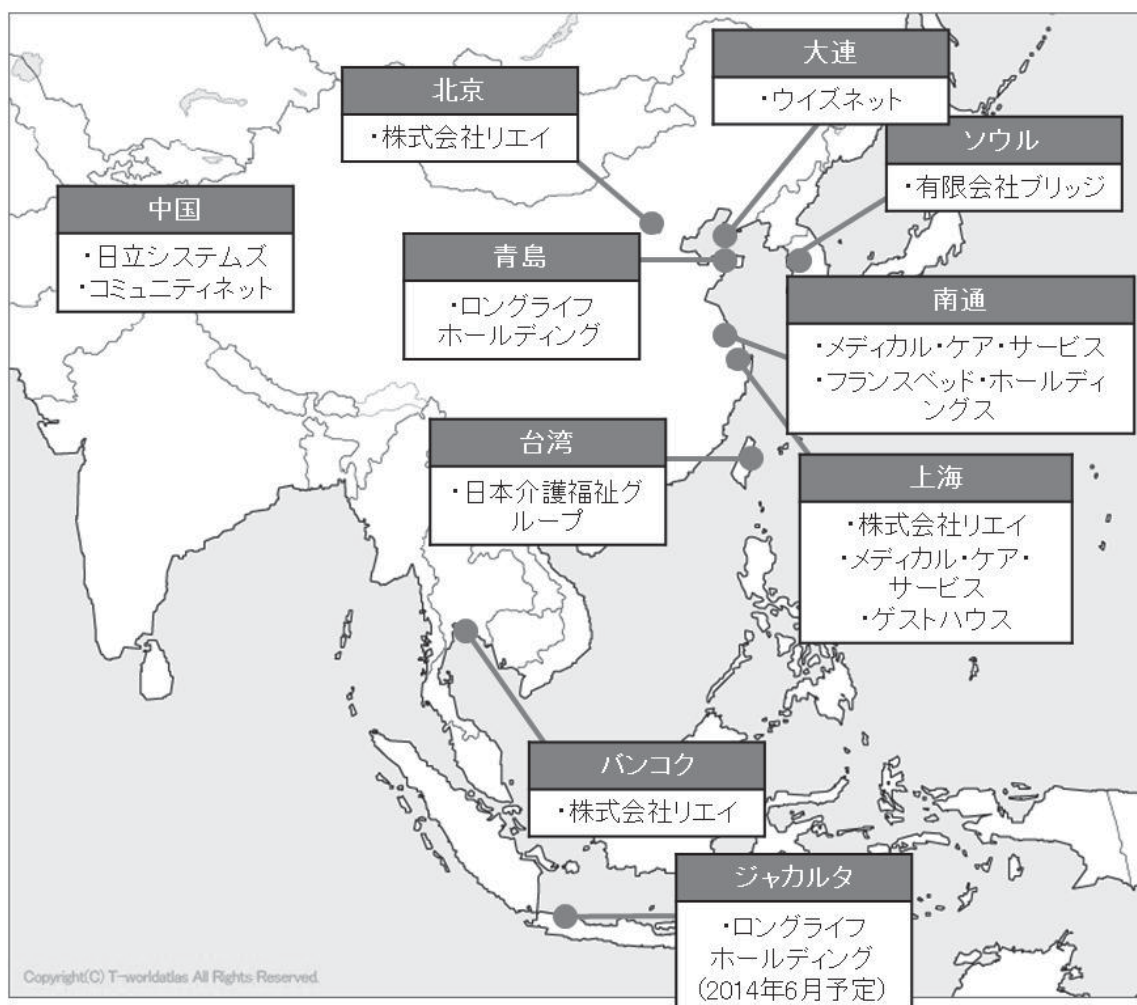 大連
・ウイズネット
北京
・株式会社リエイ
ソウル
・有限会社ブリッジ
中国
・日立システムズ
・コミュニティネット
青島
・ロングライフ
ホールディング
南通
・メディカル・ケア・サービス
・フランスベッド・ホールディ
ングス
台湾
・日本介護福祉グ
ループ
上海
・株式会社リエイ
・メディカル・ケア・
サービス
・ゲストハウス
バンコク
・株式会社リエイ
ジャカルタ
・ロングライフ
ホールディング
(2014年6月予定)
Copyright(C) T-worldatlas All Rights Reserved.